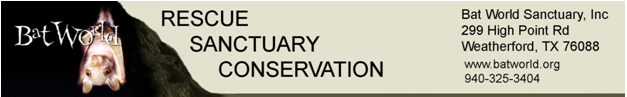 Bat World
RESCUE
SANCTUARY
CONSERVATION
Bat World Sanctuary, Inc
299 High Point Rd
Weatherford, TX 76088
www.batworld.org
940-325-3404